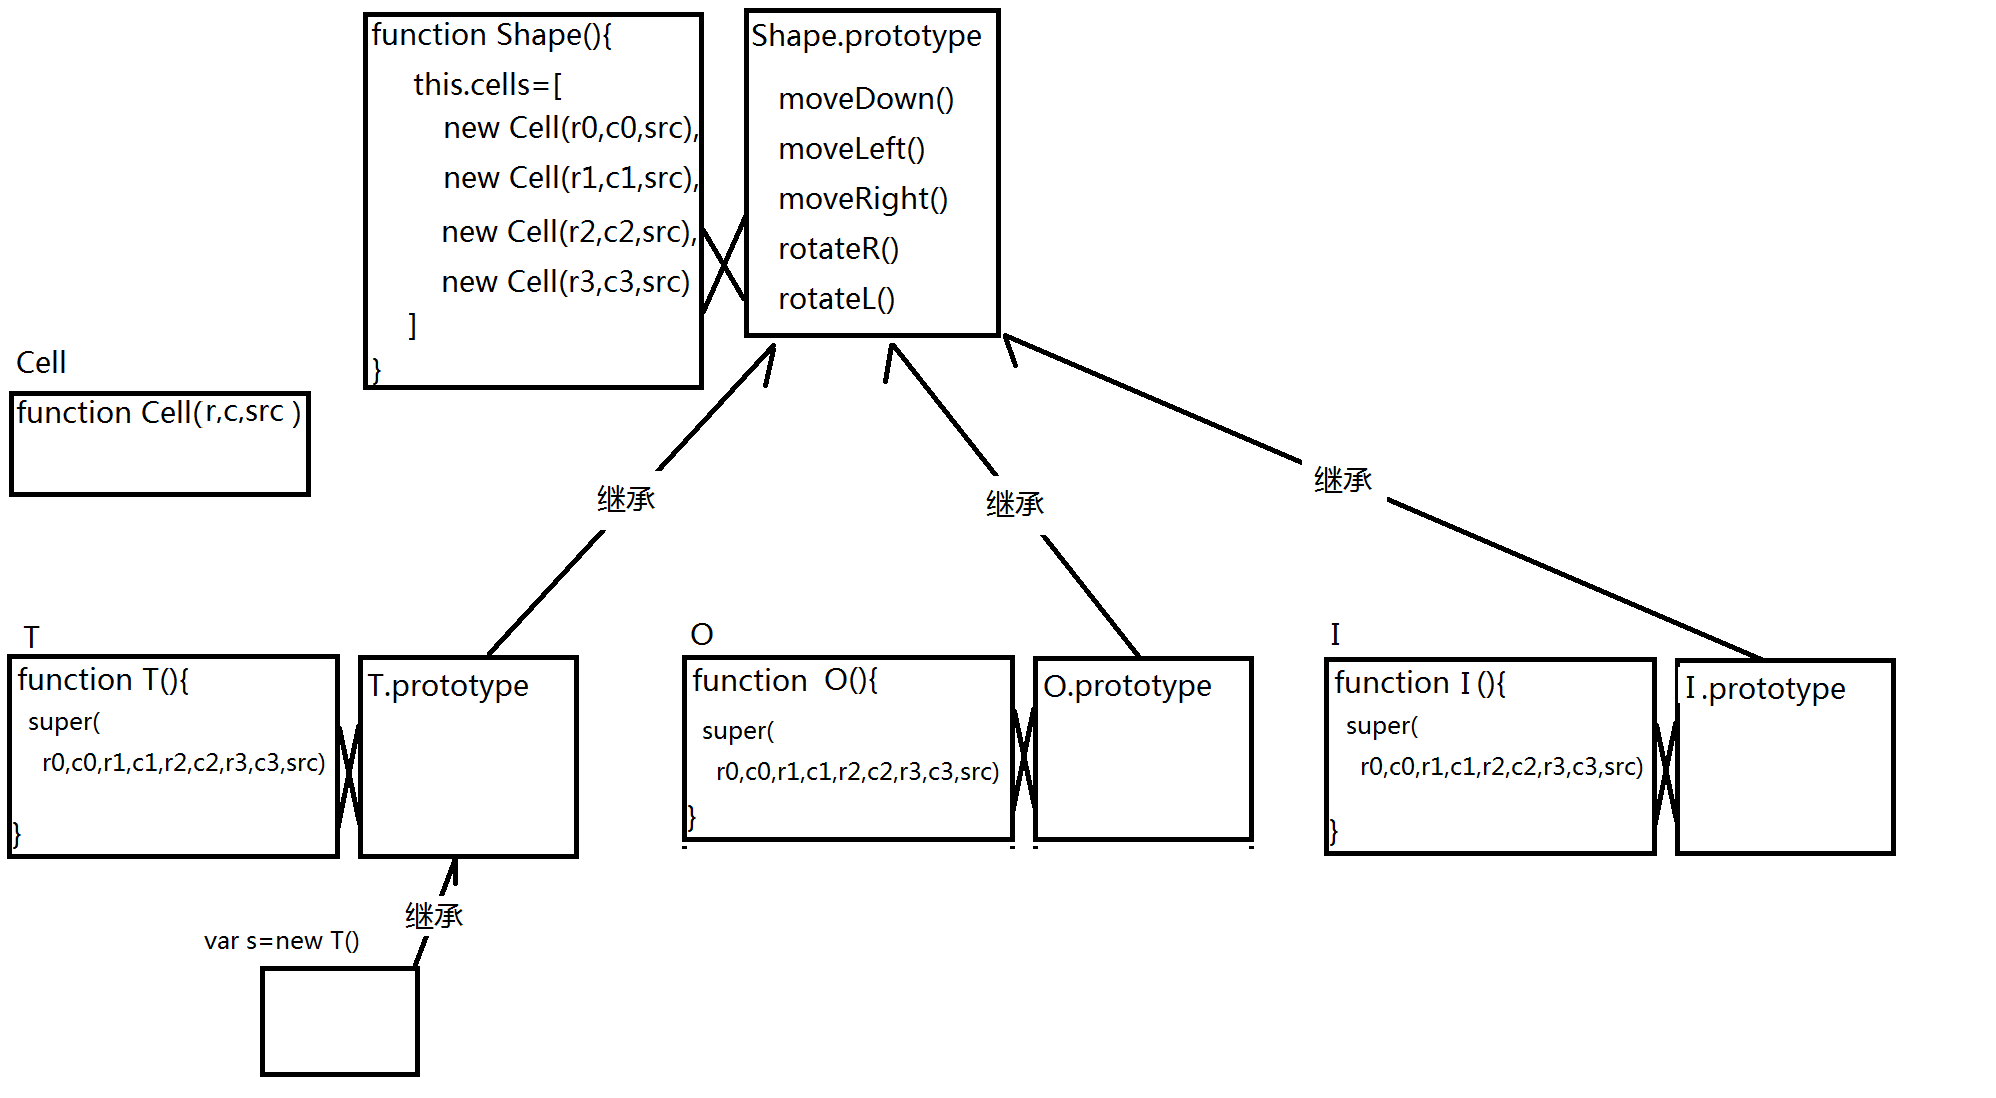 function Shape(){
this.cells=[
new Cell(r0,c0,src),
new Cell(r1,c1,src),
new Cell(r2,c2,src),
new Cell(r3,c3,src)
]
}
Shape.prototype
moveDown()
moveLeft()
moveRight()
rotateR()
rotateL()
Cell
function Cell(r,c,src )
继承
继承
继承
T
function T(){
super(
r0,c0,r1,c1,r2,c2,r3,c3,src)
}
T.prototype
O
function O(){
super(
r0,c0,r1,c1,r2,c2,r3,c3,src)
}
O.prototype
I
function I (){
super(
r0,c0,r1,c1,r2,c2,r3,c3,src)
}
I .prototype
继承
var s=new T()